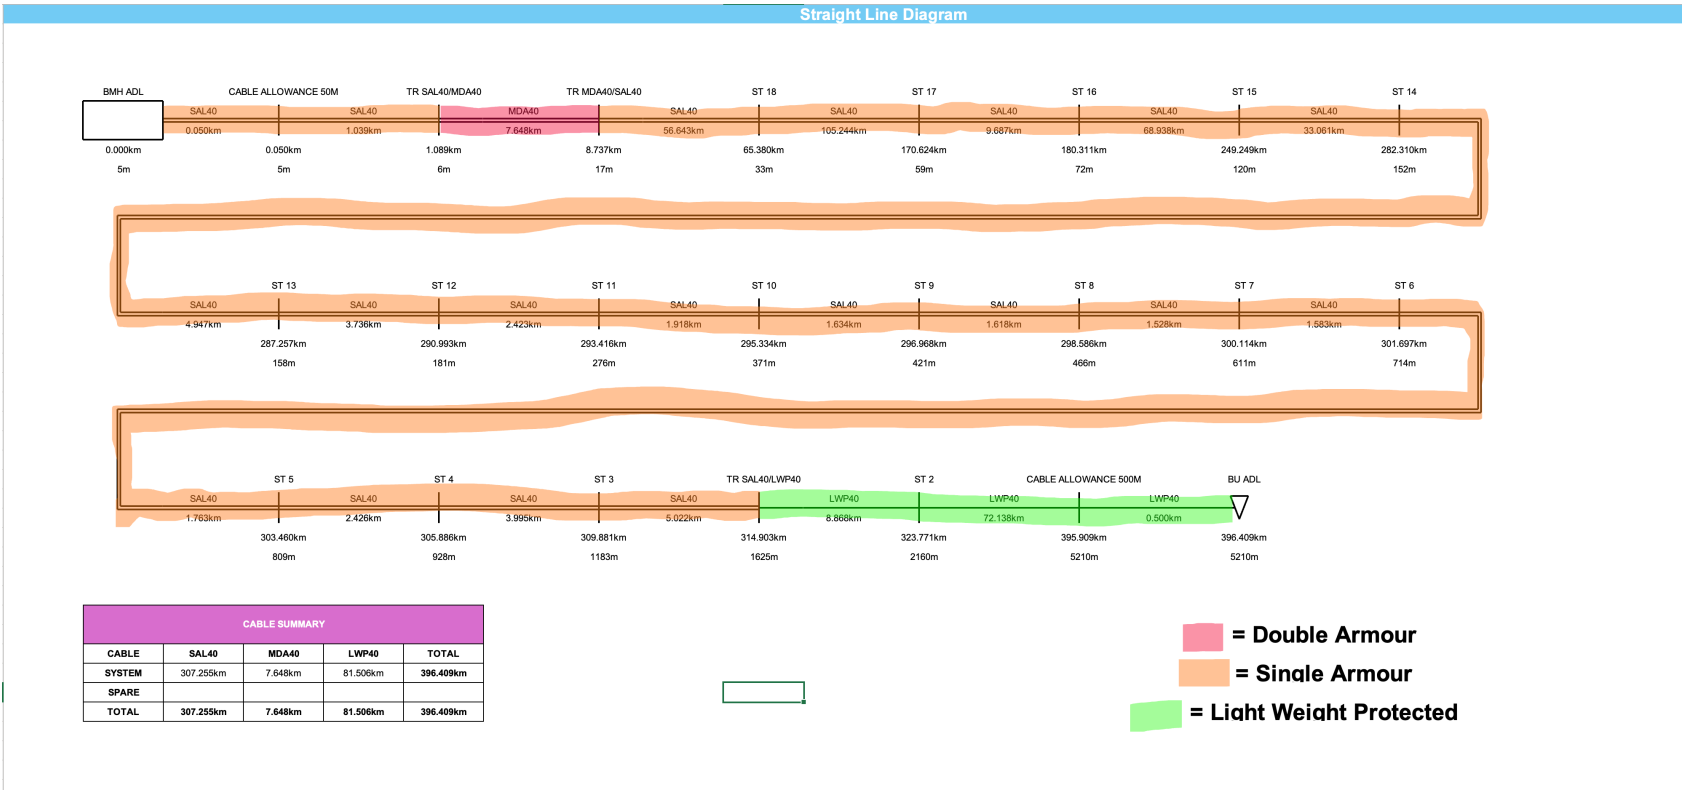 Straight Line Diagram
BMH ADL CABLE ALLOWANCE 50M TR SAL40/MDA40 TR MDA40/SAL40 ST 18 ST 17 ST 16 ST 15 ST 14
SAL40 SAL40 MDA40 SAL40 SAL40 SAL40 SAL40 SAL40
0.050km 1.039km 7.648km 56.643km 105.244km 9.687km 68.938km 33.061km
0.000km 0.050km 1.089km 8.737km 65.380km 170.624km 180.311km 249.249km 282.310km
5m 5m 6m 17m 33m 59m 72m 120m 152m
ST 13 ST 12 ST 11 ST 10 ST 9 ST 8 ST 7 ST 6
SAL40 SAL40 SAL40 SAL40 SAL40 SAL40 SAL40 SAL40
4.947km 3.736km 2.423km 1.918km 1.634km 1.618km 1.528km 1.583km
287.257km 290.993km 293.416km 295.334km 296.968km 298.586km 300.114km 301.697km
158m 181m 276m 371m 421m 466m 611m 714m
ST 5 ST 4 ST 3 TR SAL40/LWP40 ST 2 CABLE ALLOWANCE 500M BU ADL
SAL40 SAL40 SAL40 SAL40 LWP40 LWP40 LWP40
1.763km 2.426km 3.995km 5.022km 8.868km 72.138km 0.500km
303.460km 305.886km 309.881km 314.903km 323.771km 395.909km 396.409km
809m 928m 1183m 1625m 2160m 5210m 5210m
CABLE SUMMARY
CABLE SAL40 MDA40 LWP40 TOTAL
SYSTEM 307.255km 7.648km 81.506km 396.409km
SPARE
TOTAL 307.255km 7.648km 81.506km 396.409km
= Double Armour
= Single Armour
= Light Weight Protected